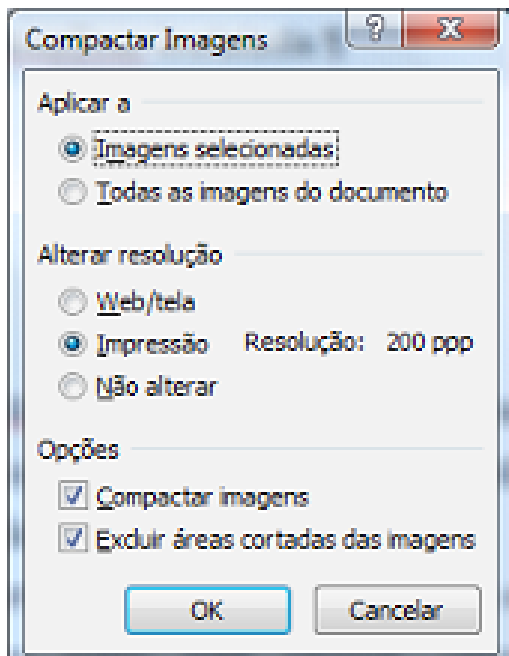 Compactar Imagens
Aplicar a
Imagens selecionadas
Todas as imagens do documento
Alterar resolução
Web/tela
Impressão Resolução: 200 ppp
Não alterar
Opções
Compactar imagens
Excluir áreas cortadas das imagens
OK Cancelar